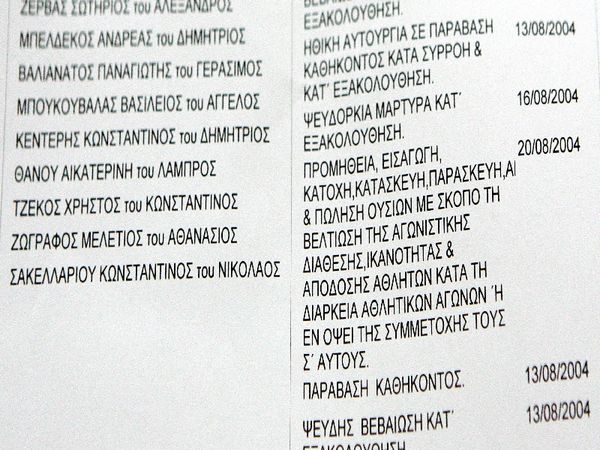 ΖΕΡΒΑΣ ΣΩΤΗΡΙΟΣ του ΑΛΕΞΑΝΔΡΟΣ
ΜΠΕΛΔΕΚΟΣ ΑΝΔΡΕΑΣ του ΔΗΜΗΤΡΙΟΣ
ΒΑΛΙΑΝΑΤΟΣ ΠΑΝΑΓΙΩΤΗΣ του ΓΕΡΑΣΙΜΟΣ
ΜΠΟΥΚΟΥΒΑΛΑΣ ΒΑΣΙΛΕΙΟΣ του ΑΓΓΕΛΟΣ
ΚΕΝΤΕΡΗΣ ΚΩΝΣΤΑΝΤΙΝΟΣ του ΔΗΜΗΤΡΙΟΣ
ΘΑΝΟΥ ΑΙΚΑΤΕΡΙΝΗ του ΛΑΜΠΡΟΣ
ΤΖΕΚΟΣ ΧΡΗΣΤΟΣ του ΚΩΝΣΤΑΝΤΙΝΟΣ
ΖΩΓΡΑΦΟΣ ΜΕΛΕΤΙΟΣ του ΑΘΑΝΑΣΙΟΣ
ΣΑΚΕΛΛΑΡΙΟΥ ΚΩΝΣΤΑΝΤΙΝΟΣ του ΝΙΚΟΛΑΟΣ
ΕΞΑΚΟΛΟΥΘΗΣΗ.
ΗΘΙΚΗ ΑΥΤΟΥΡΓΙΑ ΣΕ ΠΑΡΑΒΑΣΗ 13/08/2004
ΚΑΘΗΚΟΝΤΟΣ ΚΑΤΑ ΣΥΡΡΟΗ &
ΚΑΤ΄ ΕΞΑΚΟΛΟΥΘΗΣΗ.
ΨΕΥΔΟΡΚΙΑ ΜΑΡΤΥΡΑ ΚΑΤ΄ 16/08/2004
ΕΞΑΚΟΛΟΥΘΗΣΗ.
ΠΡΟΜΗΘΕΙΑ, ΕΙΣΑΓΩΓΗ, 20/08/2004
ΚΑΤΟΧΗ,ΚΑΤΑΣΚΕΥΗ,ΠΑΡΑΣΚΕΥΗ,
& ΠΩΛΗΣΗ ΟΥΣΙΩΝ ΜΕ ΣΚΟΠΟ ΤΗ
ΒΕΛΤΙΩΣΗ ΤΗΣ ΑΓΩΝΙΣΤΙΚΗΣ
ΔΙΑΘΕΣΗΣ,ΙΚΑΝΟΤΗΤΑΣ &
ΑΠΟΔΟΣΗΣ ΑΘΛΗΤΩΝ ΚΑΤΑ ΤΗ
ΔΙΑΡΚΕΙΑ ΑΘΛΗΤΙΚΩΝ ΑΓΩΝΩΝ ΄Η
ΕΝ ΟΨΕΙ ΤΗΣ ΣΥΜΜΕΤΟΧΗΣ ΤΟΥΣ
Σ΄ ΑΥΤΟΥΣ.
ΠΑΡΑΒΑΣΗ ΚΑΘΗΚΟΝΤΟΣ. 13/08/2004
ΨΕΥΔΗΣ ΒΕΒΑΙΩΣΗ ΚΑΤ΄ 13/08/2004